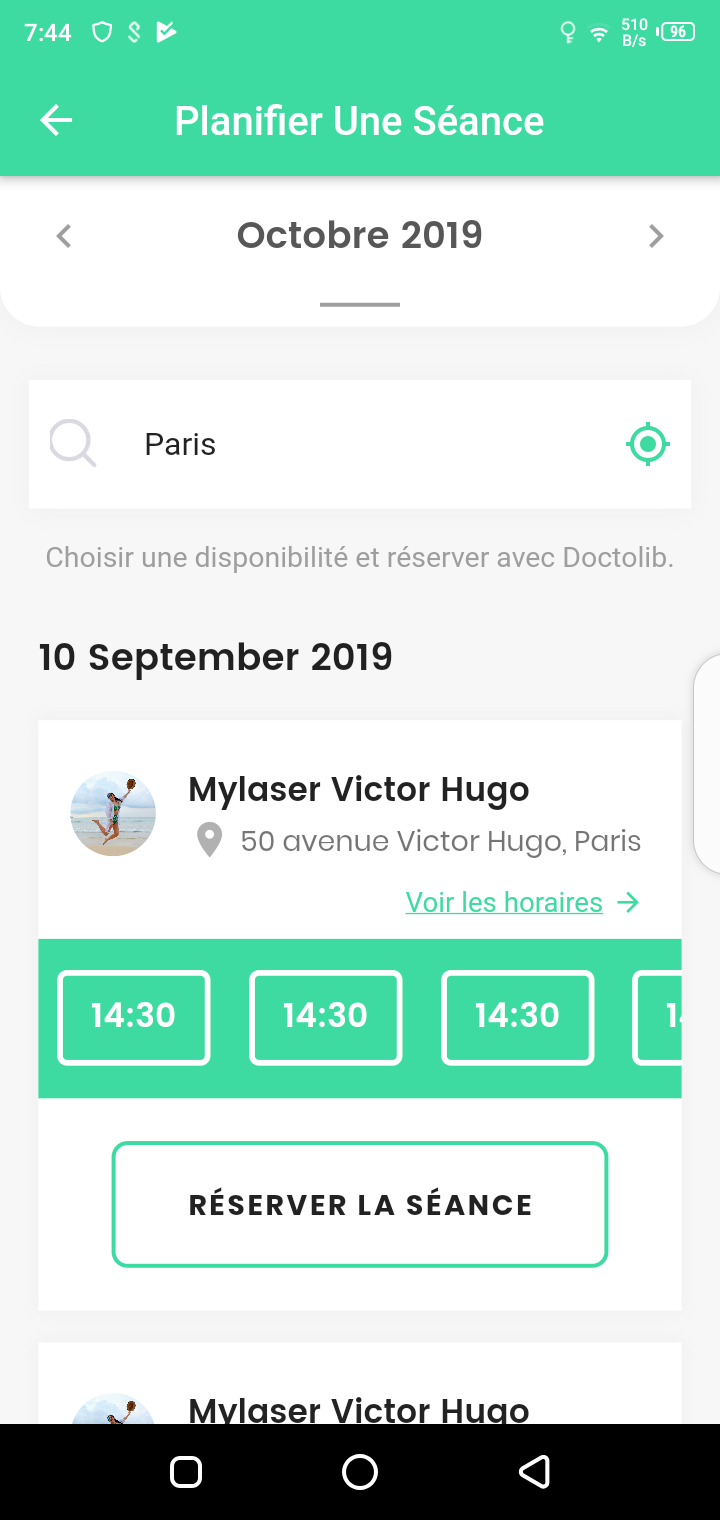 7:44
510
B/s
96
Planifier Une Séance
Octobre 2019
Paris
Choisir une disponibilité et réserver avec Doctolib.
10 September 2019
Mylaser Victor Hugo
50 avenue Victor Hugo, Paris
Voir les horaires
14:30 14:30 14:30
RÉSERVER LA SÉANCE
Mylaser Victor Hugo